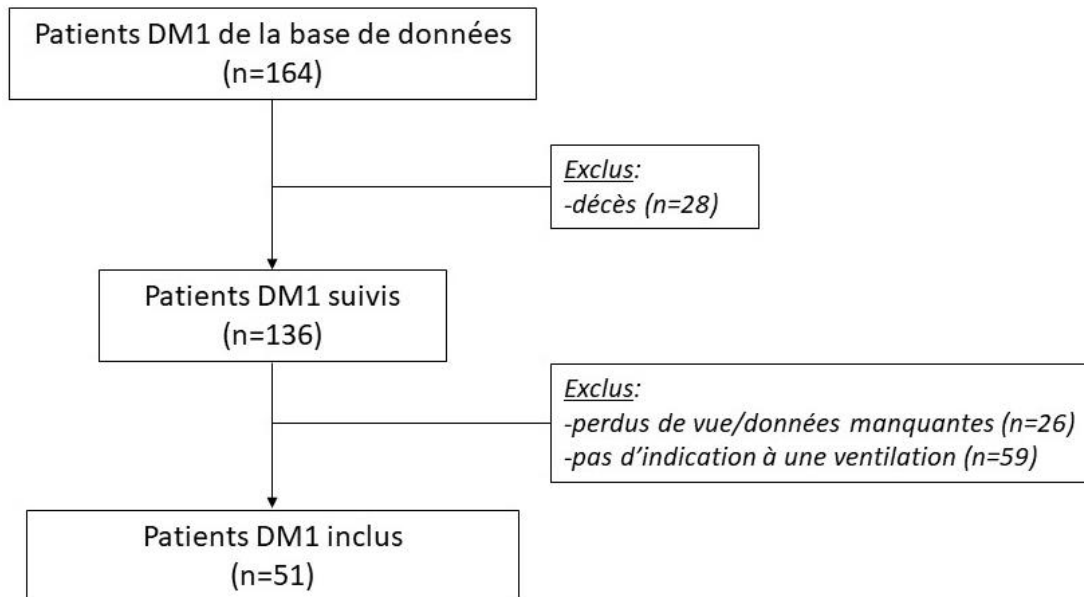 Patients DM1 de la base de données
(n=164)
Exclus:
-décès (n=28)
Patients DM1 suivis
(n=136)
Exclus:
-perdus de vue/données manquantes (n=26)
-pas d'indication à une ventilation (n=59)
Patients DM1 inclus
(n=51)